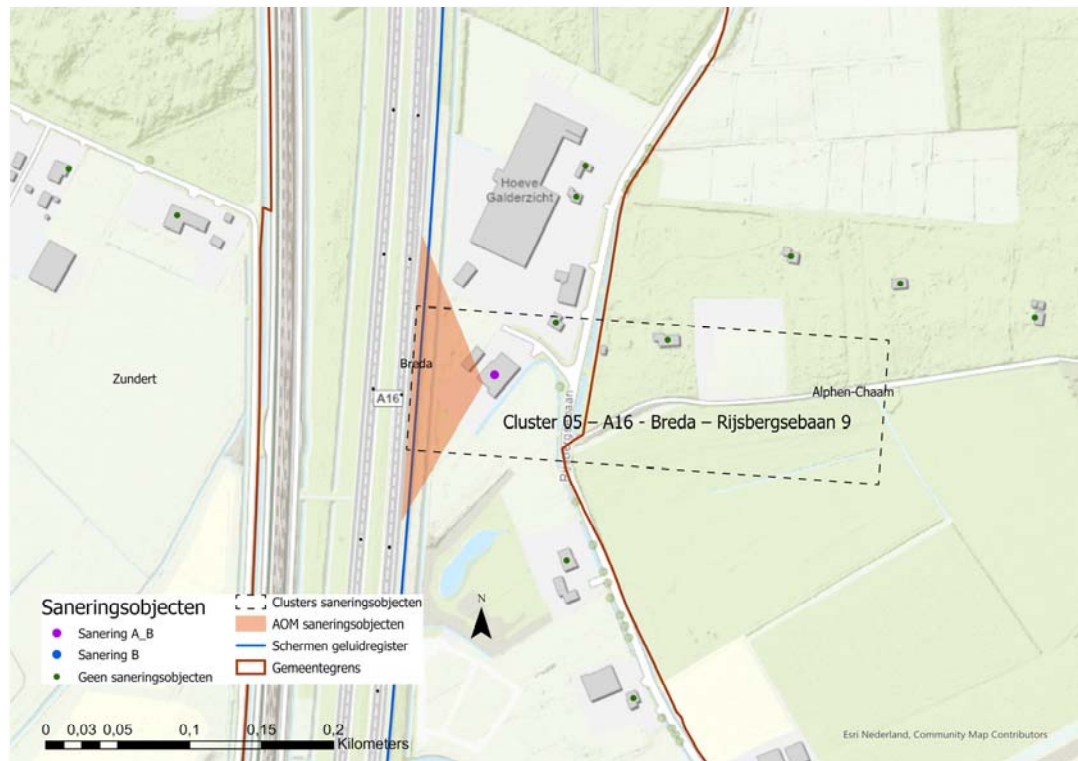 Hoeve
Galderzicht
Zundert
Breda
A16
Alphen-Chaam
Cluster 05 – A16 - Breda – Rijsbergsebaan 9
Rijsbergsebaan
N
Saneringsobjecten
Sanering A_B
Sanering B
Geen saneringsobjecten
Clusters saneringsobjecten
AOM saneringsobjecten
Schermen geluidregister
Gemeentegrens
0 0,03 0,05 0,1 0,15 0,2
Kilometers
Esri Nederland, Community Map Contributors